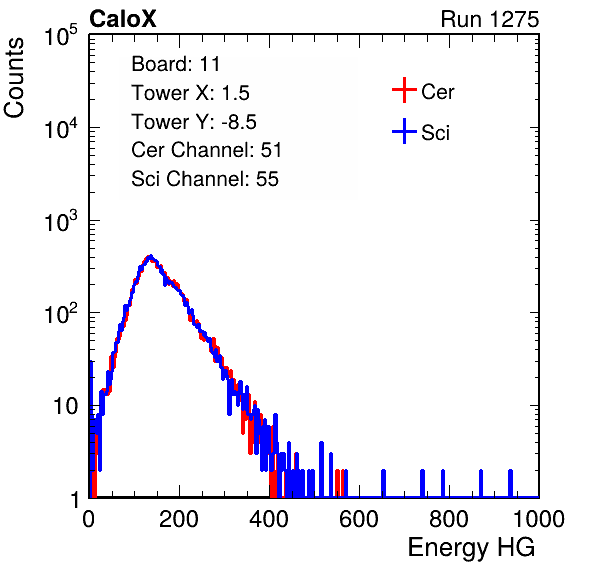 CaloX Run 1275
Counts
Board: 11
Tower X: 1.5
Tower Y: -8.5
Cer Channel: 51
Sci Channel: 55
Cer
Sci
10^5
10^4
10^3
10^2
10
1
0 200 400 600 800 1000
Energy HG